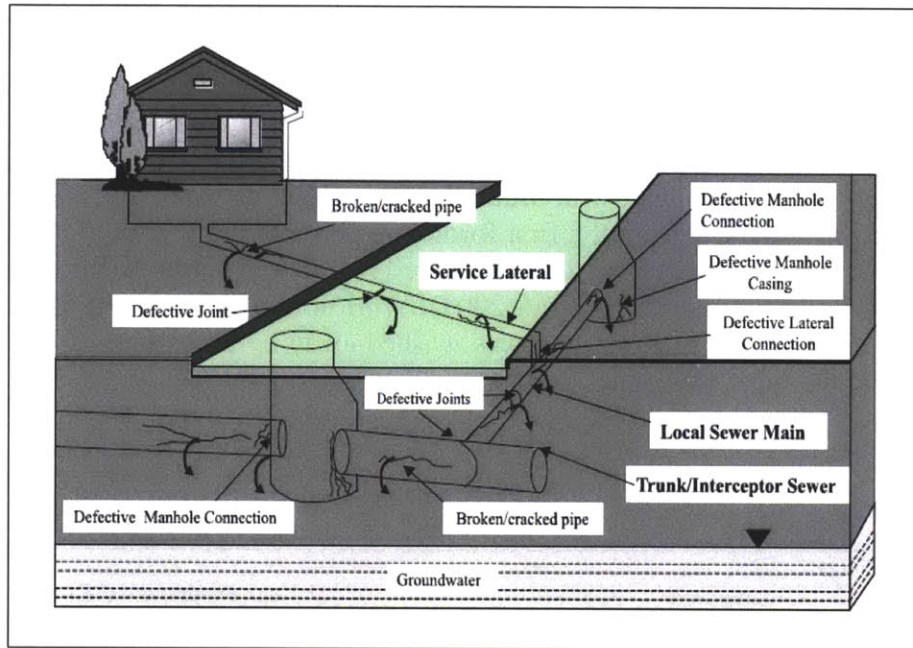 Broken/cracked pipe
Defective Manhole
Connection
Service Lateral
Defective Manhole
Casing
Defective Joint
Defective Lateral
Connection
Defective Joints
Local Sewer Main
Trunk/Interceptor Sewer
Defective Manhole Connection
Broken/cracked pipe
Groundwater